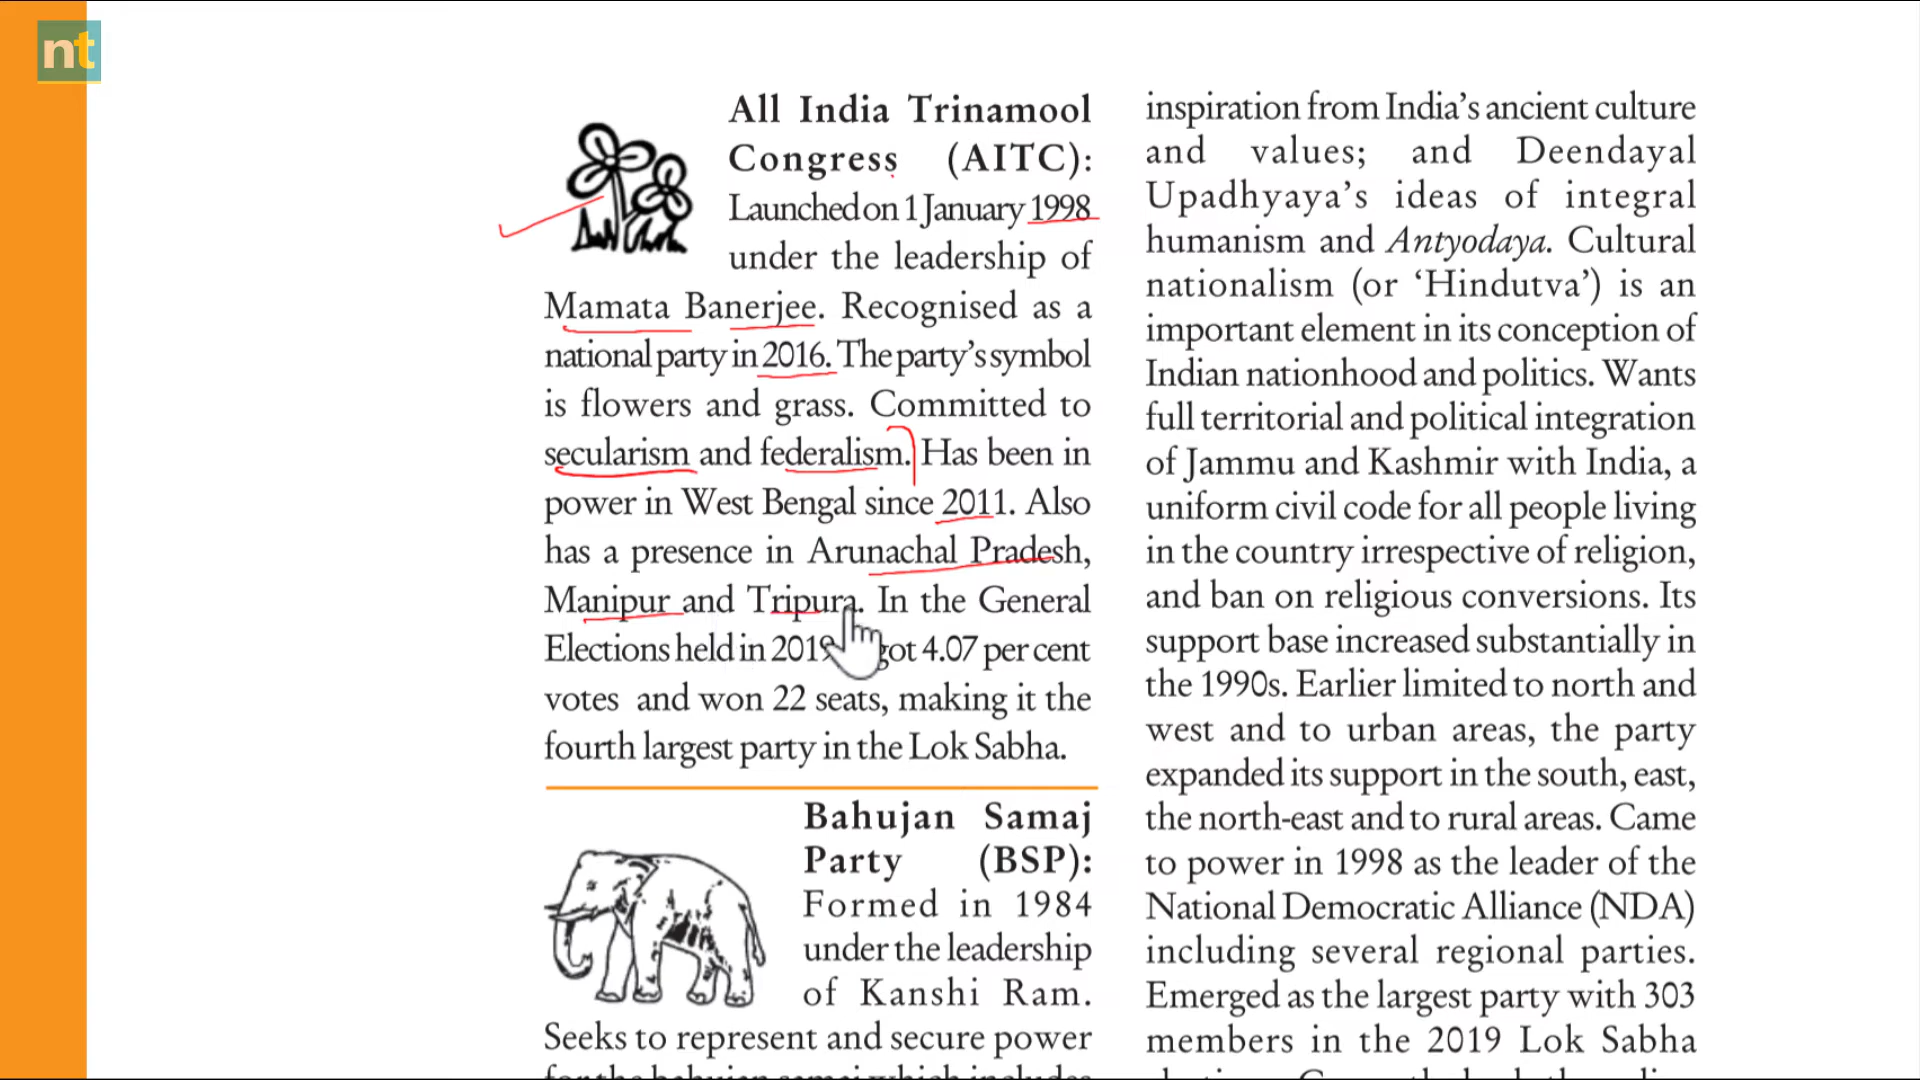 nt
All India Trinamool
Congress (AITC):
Launched on 1 January 1998
under the leadership of
Mamata Banerjee. Recognised as a
national party in 2016. The party's symbol
is flowers and grass. Committed to
secularism and federalism. Has been in
power in West Bengal since 2011. Also
has a presence in Arunachal Pradesh,
Manipur and Tripura. In the General
Elections held in 2019 got 4.07 per cent
votes and won 22 seats, making it the
fourth largest party in the Lok Sabha.
Bahujan Samaj
Party (BSP):
Formed in 1984
under the leadership
of Kanshi Ram.
Seeks to represent and secure power
inspiration from India's ancient culture
and values; and Deendayal
Upadhyaya's ideas of integral
humanism and Antyodaya. Cultural
nationalism (or ‘Hindutva’) is an
important element in its conception of
Indian nationhood and politics. Wants
full territorial and political integration
of Jammu and Kashmir with India, a
uniform civil code for all people living
in the country irrespective of religion,
and ban on religious conversions. Its
support base increased substantially in
the 1990s. Earlier limited to north and
west and to urban areas, the party
expanded its support in the south, east,
the north-east and to rural areas. Came
to power in 1998 as the leader of the
National Democratic Alliance (NDA)
including several regional parties.
Emerged as the largest party with 303
members in the 2019 Lok Sabha